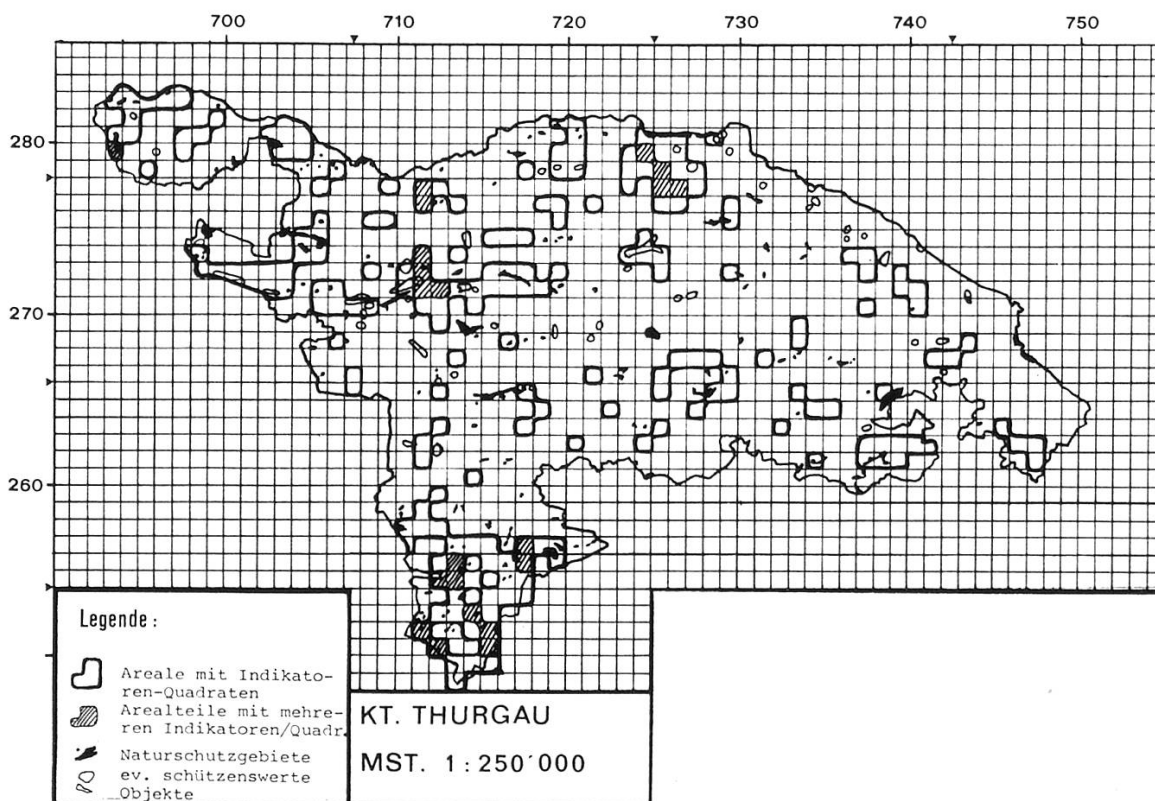 700 710 720 730 740 750
280
270
260
Legende :
Areale mit Indikato-
ren-Quadraten
Arealteile mit mehre-
ren Indikatoren/Quadr.
Naturschutzgebiete
ev. schützenswerte
Objekte
KT. THURGAU
MST. 1:250'000